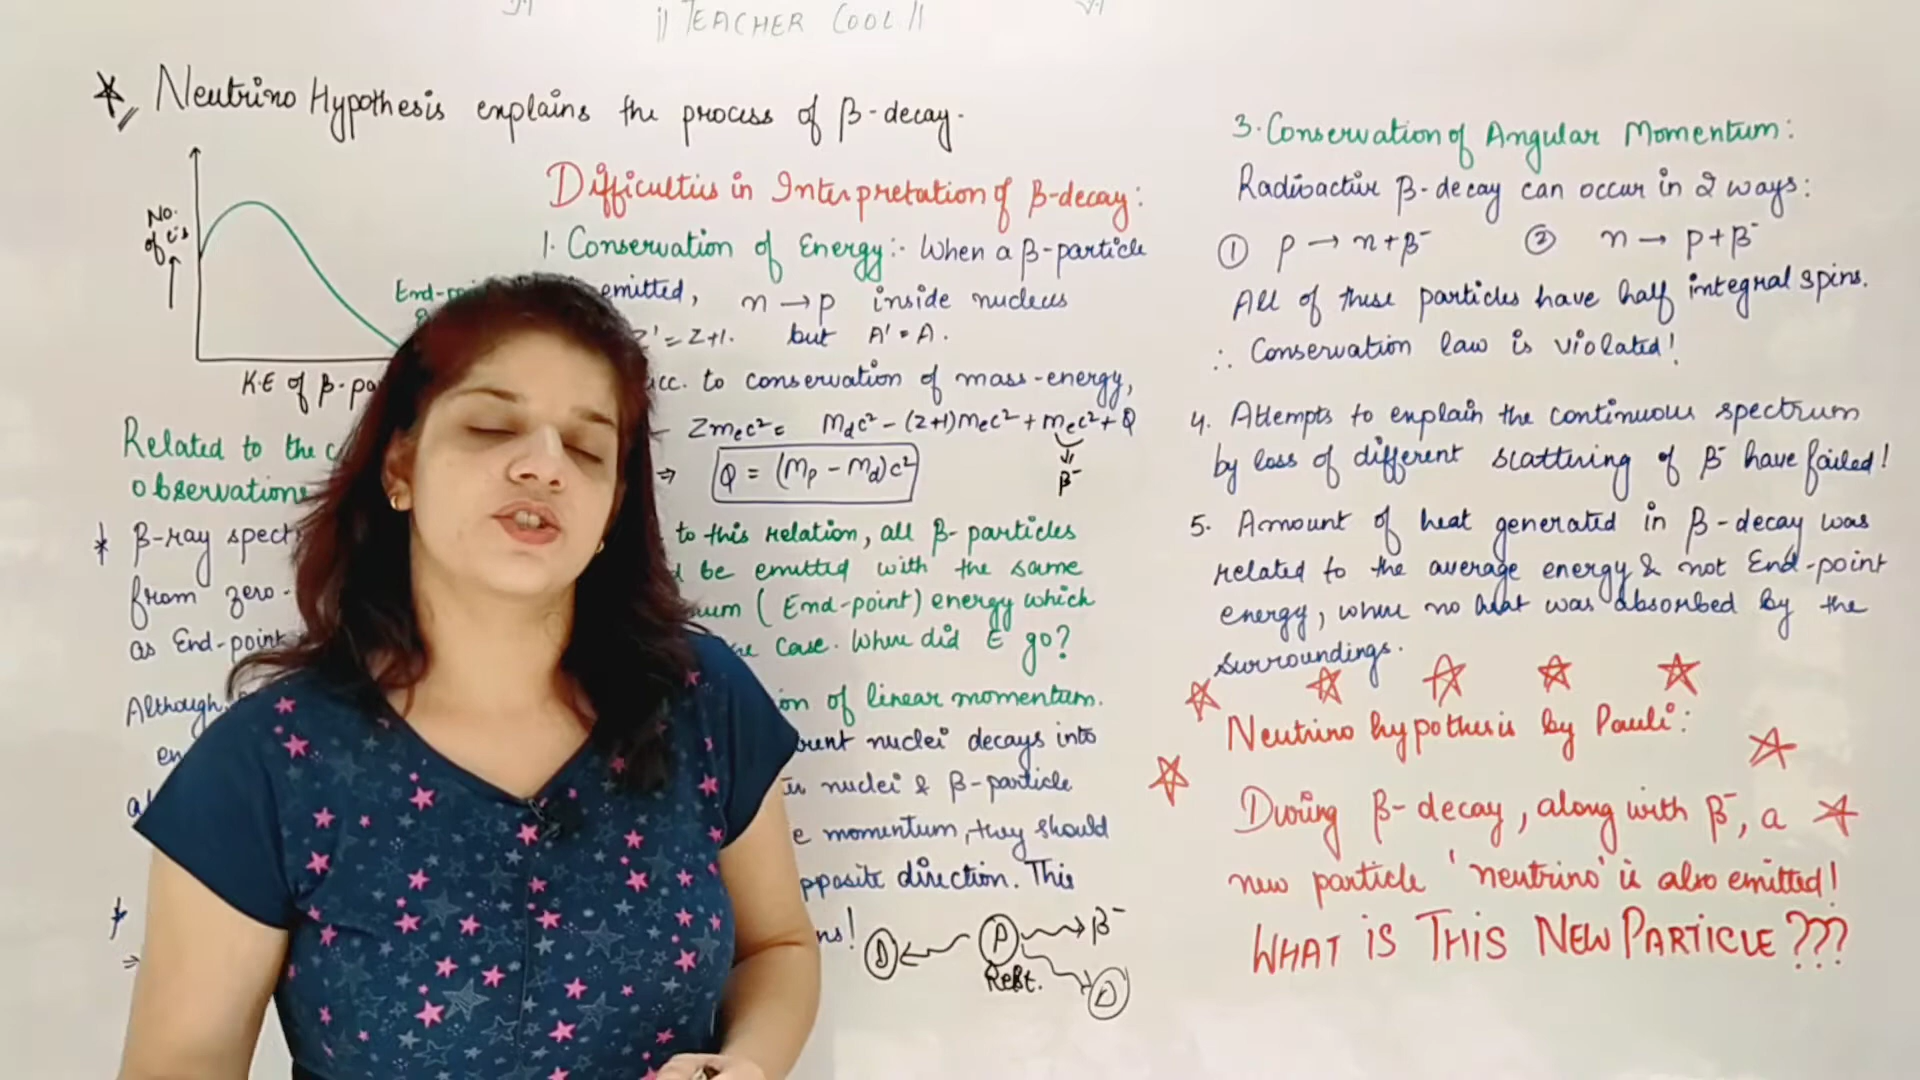 || TEACHER COOL ||
* Neutrino Hypothesis explains the process of β-decay.
No. of e⁻s
K.E of β-pa
Related to the c
observations
* β-ray spect
from zero-
as End-point
Although,
en
Difficulties in Interpretation of β-decay:
1. Conservation of Energy:- When a β-particle
emitted, n → p inside nucleus
Z' = Z+1. but A' = A.
acc. to conservation of mass-energy,
- Zmec² = Mdc² - (Z+1)mec² + mec² + Q
β⁻
⇒ Q = (Mp - Md)c²
to this relation, all β-particles
d be emitted with the same
mum (End-point) energy which
he case. Where did E go?
on of linear momentum.
rent nuclei decays into
nuclei & β-particle
e momentum, they should
pposite direction. This
ns!
D P β⁻
Rest.
D
3. Conservation of Angular Momentum:
Radioactive β-decay can occur in 2 ways:
① p → n + β⁻ ② n → p + β⁻
All of these particles have half integral spins.
∴ Conservation law is violated!
4. Attempts to explain the continuous spectrum
by loss of different scattering of β⁻ have failed!
5. Amount of heat generated in β-decay was
related to the average energy & not End-point
energy, where no heat was absorbed by the
surroundings.
Neutrino hypothesis by Pauli:
During β-decay, along with β⁻, a
new particle 'neutrino' is also emitted!
WHAT IS THIS NEW PARTICLE???